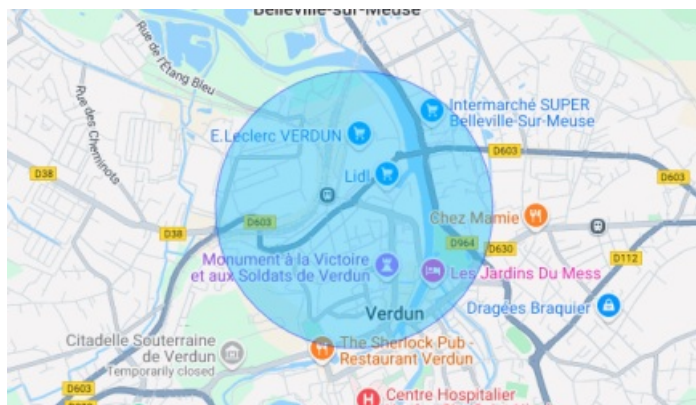 Belleville-sur-Meuse
Rue de l'Étang Bleu
Rue des Cheminots
Intermarché SUPER
Belleville-Sur-Meuse
E.Leclerc VERDUN
D603
D38
Lidl
D603
Chez Mamie
D603
D38
D964
D630
D112
Monument à la Victoire
et aux Soldats de Verdun
Les Jardins Du Mess
Verdun
Dragées Braquier
Citadelle Souterraine
de Verdun
Temporarily closed
The Sherlock Pub -
Restaurant Verdun
D603
Centre Hospitalier